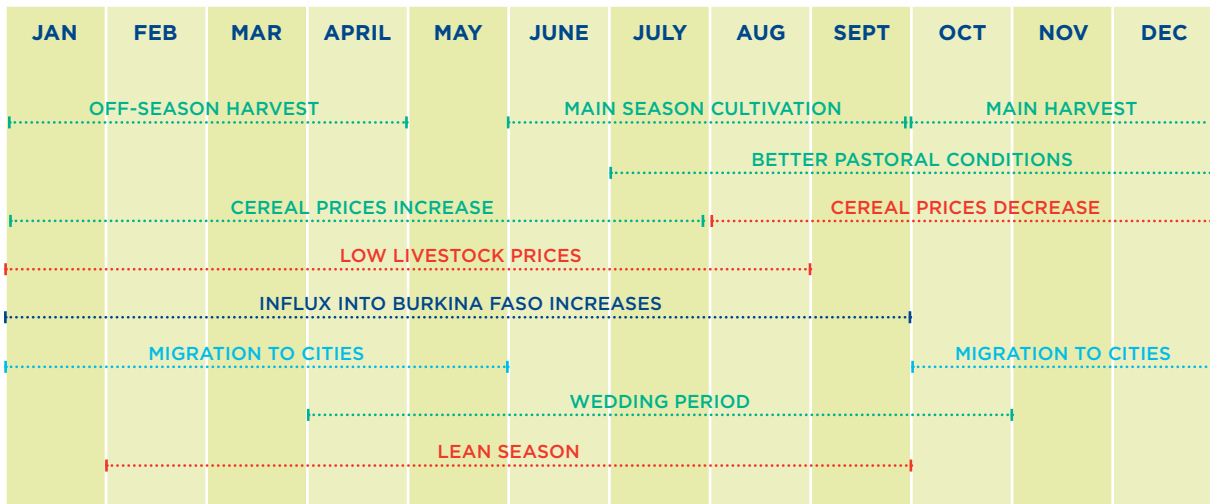 JAN FEB MAR APRIL MAY JUNE JULY AUG SEPT OCT NOV DEC
OFF-SEASON HARVEST MAIN SEASON CULTIVATION MAIN HARVEST
BETTER PASTORAL CONDITIONS
CEREAL PRICES INCREASE CEREAL PRICES DECREASE
LOW LIVESTOCK PRICES
INFLUX INTO BURKINA FASO INCREASES
MIGRATION TO CITIES MIGRATION TO CITIES
WEDDING PERIOD
LEAN SEASON